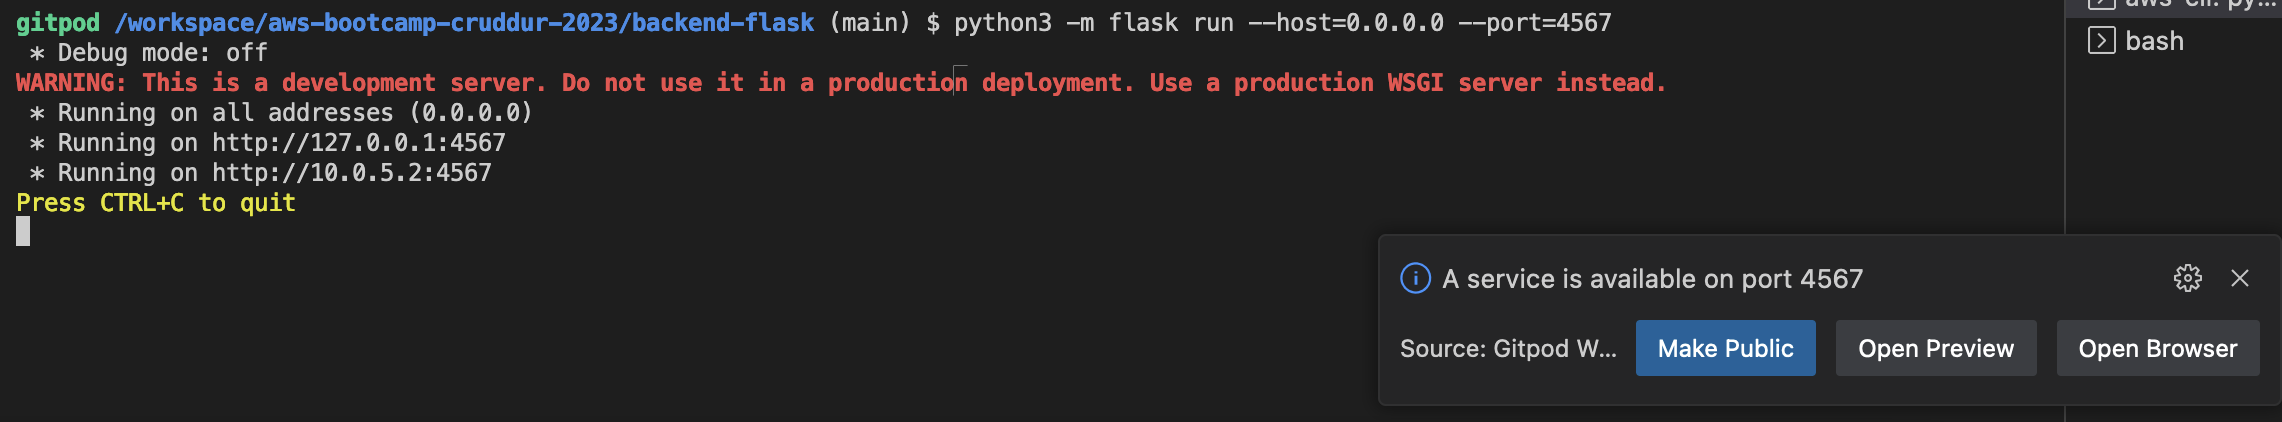 gitpod /workspace/aws-bootcamp-cruddur-2023/backend-flask (main) $ python3 -m flask run --host=0.0.0.0 --port=4567
* Debug mode: off
WARNING: This is a development server. Do not use it in a production deployment. Use a production WSGI server instead.
* Running on all addresses (0.0.0.0)
* Running on http://127.0.0.1:4567
* Running on http://10.0.5.2:4567
Press CTRL+C to quit
bash
A service is available on port 4567
Source: Gitpod W... Make Public Open Preview Open Browser